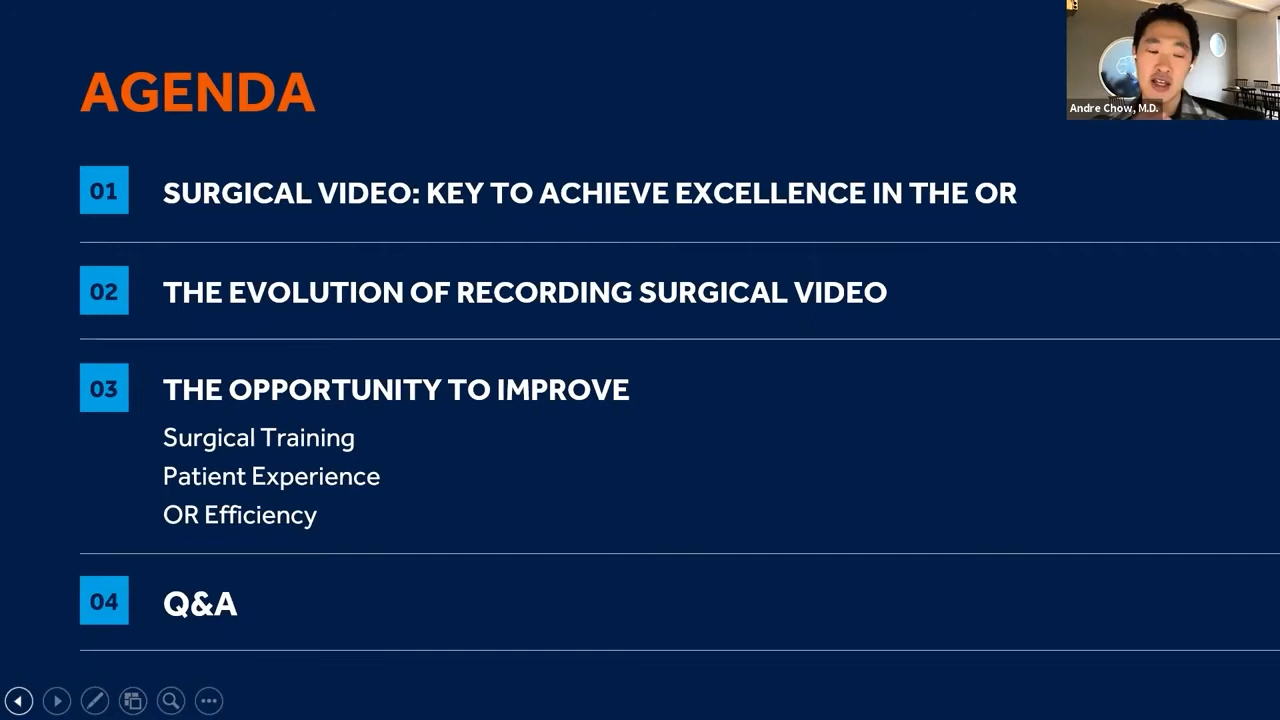 AGENDA
Andre Chow, M.D.
01
SURGICAL VIDEO: KEY TO ACHIEVE EXCELLENCE IN THE OR
02
THE EVOLUTION OF RECORDING SURGICAL VIDEO
03
THE OPPORTUNITY TO IMPROVE
Surgical Training
Patient Experience
OR Efficiency
04
Q&A